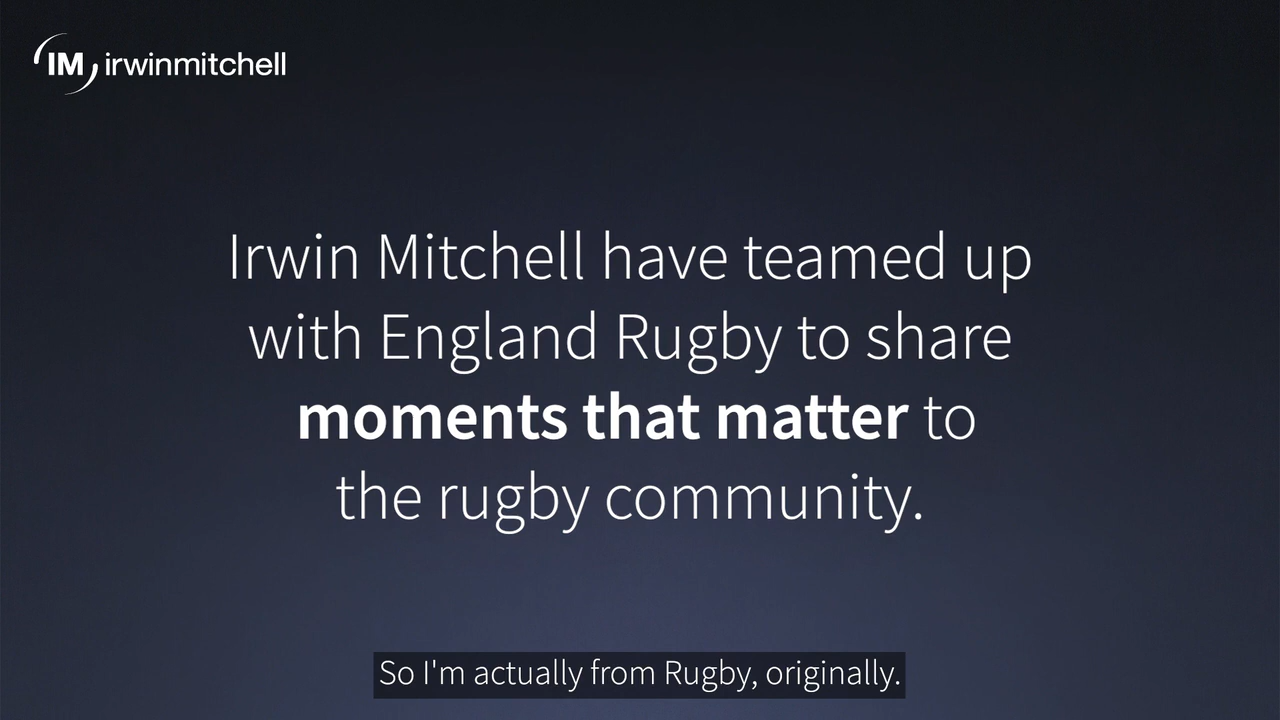 IM irwinmitchell
Irwin Mitchell have teamed up
with England Rugby to share
moments that matter to
the rugby community.
So I'm actually from Rugby, originally.